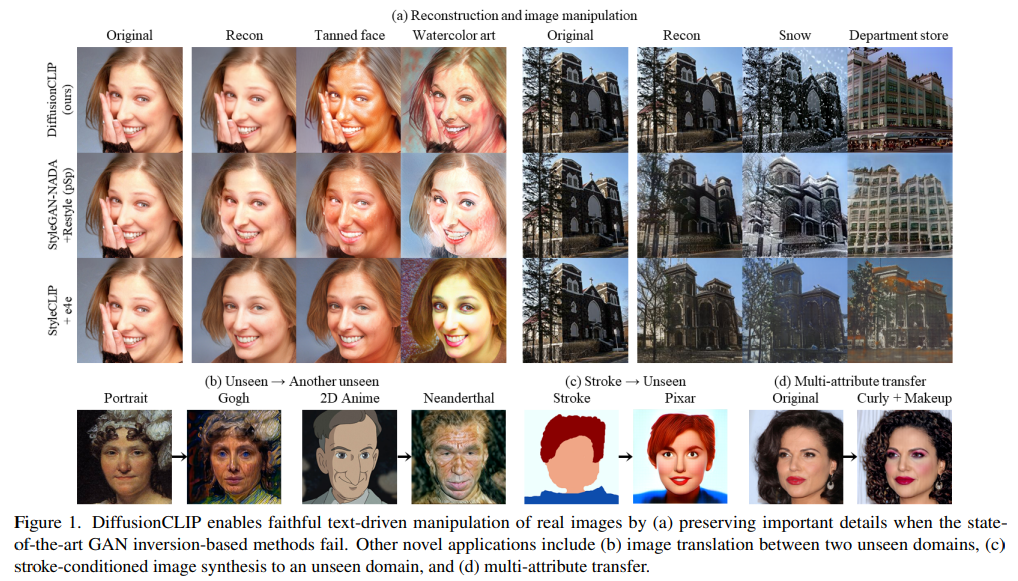 (a) Reconstruction and image manipulation
Original Recon Tanned face Watercolor art Original Recon Snow Department store
DiffusionCLIP
(ours)
StyleGAN-NADA
+Restyle (pSp)
StyleCLIP
+ e4e
(b) Unseen → Another unseen (c) Stroke → Unseen (d) Multi-attribute transfer
Portrait Gogh 2D Anime Neanderthal Stroke Pixar Original Curly + Makeup
Figure 1. DiffusionCLIP enables faithful text-driven manipulation of real images by (a) preserving important details when the state-
of-the-art GAN inversion-based methods fail. Other novel applications include (b) image translation between two unseen domains, (c)
stroke-conditioned image synthesis to an unseen domain, and (d) multi-attribute transfer.